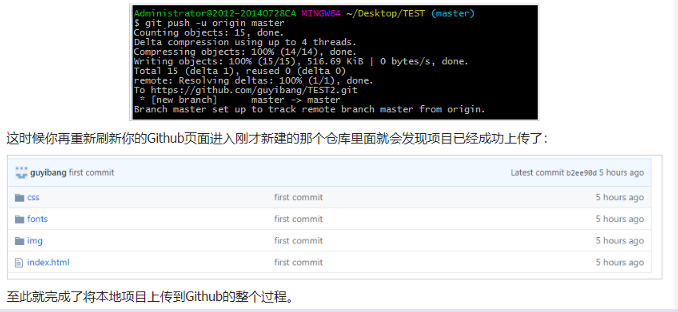 Administrator@2012-20140728CA MINGW64 ~/Desktop/TEST (master)
$ git push -u origin master
Counting objects: 15, done.
Delta compression using up to 4 threads.
Compressing objects: 100% (14/14), done.
Writing objects: 100% (15/15), 516.69 KiB | 0 bytes/s, done.
Total 15 (delta 1), reused 0 (delta 0)
remote: Resolving deltas: 100% (1/1), done.
To https://github.com/guyibang/TEST2.git
 * [new branch]      master -> master
Branch master set up to track remote branch master from origin.
这时候你再重新刷新你的Github页面进入刚才新建的那个仓库里面就会发现项目已经成功上传了：
guyibang first commit Latest commit b2ee98d 5 hours ago
css first commit 5 hours ago
fonts first commit 5 hours ago
img first commit 5 hours ago
index.html first commit 5 hours ago
至此就完成了将本地项目上传到Github的整个过程。